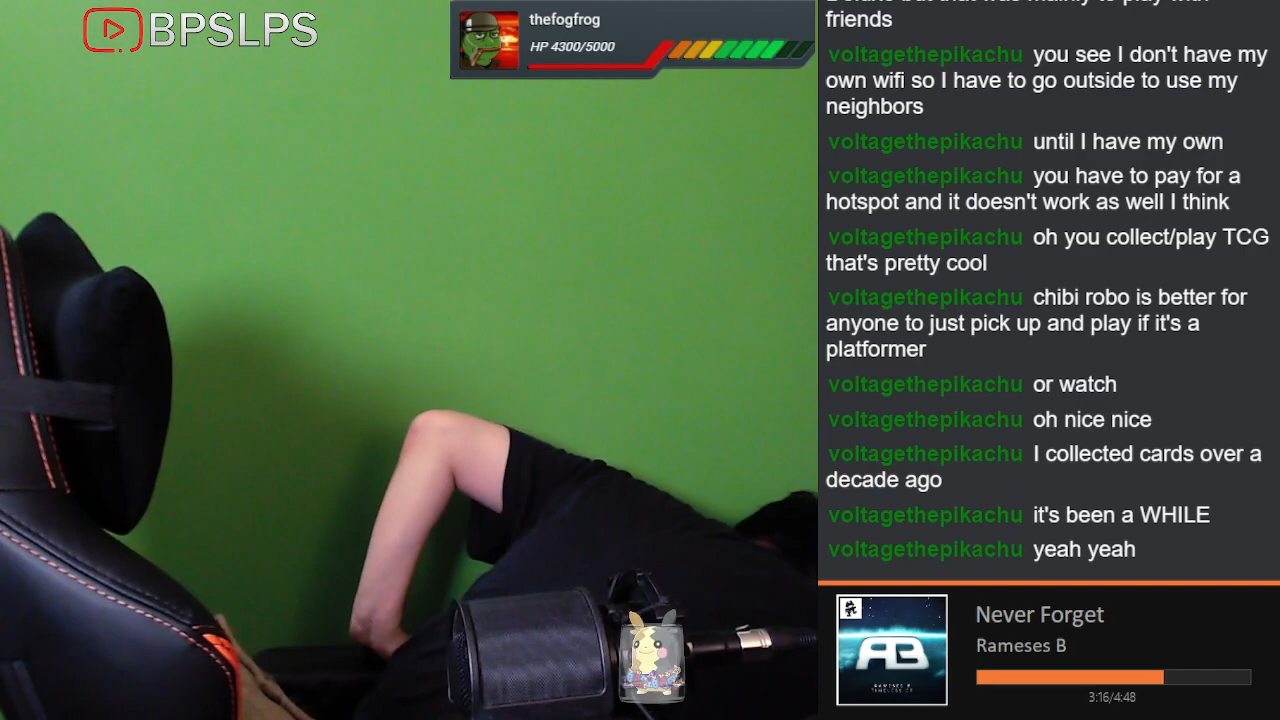 BPSLPS
thefogfrog
HP 4300/5000
friends
voltagethepikachu you see I don't have my
own wifi so I have to go outside to use my
neighbors
voltagethepikachu until I have my own
voltagethepikachu you have to pay for a
hotspot and it doesn't work as well I think
voltagethepikachu oh you collect/play TCG
that's pretty cool
voltagethepikachu chibi robo is better for
anyone to just pick up and play if it's a
platformer
voltagethepikachu or watch
voltagethepikachu oh nice nice
voltagethepikachu I collected cards over a
decade ago
voltagethepikachu it's been a WHILE
voltagethepikachu yeah yeah
Never Forget
Rameses B
3:16/4:48
RAMESES B